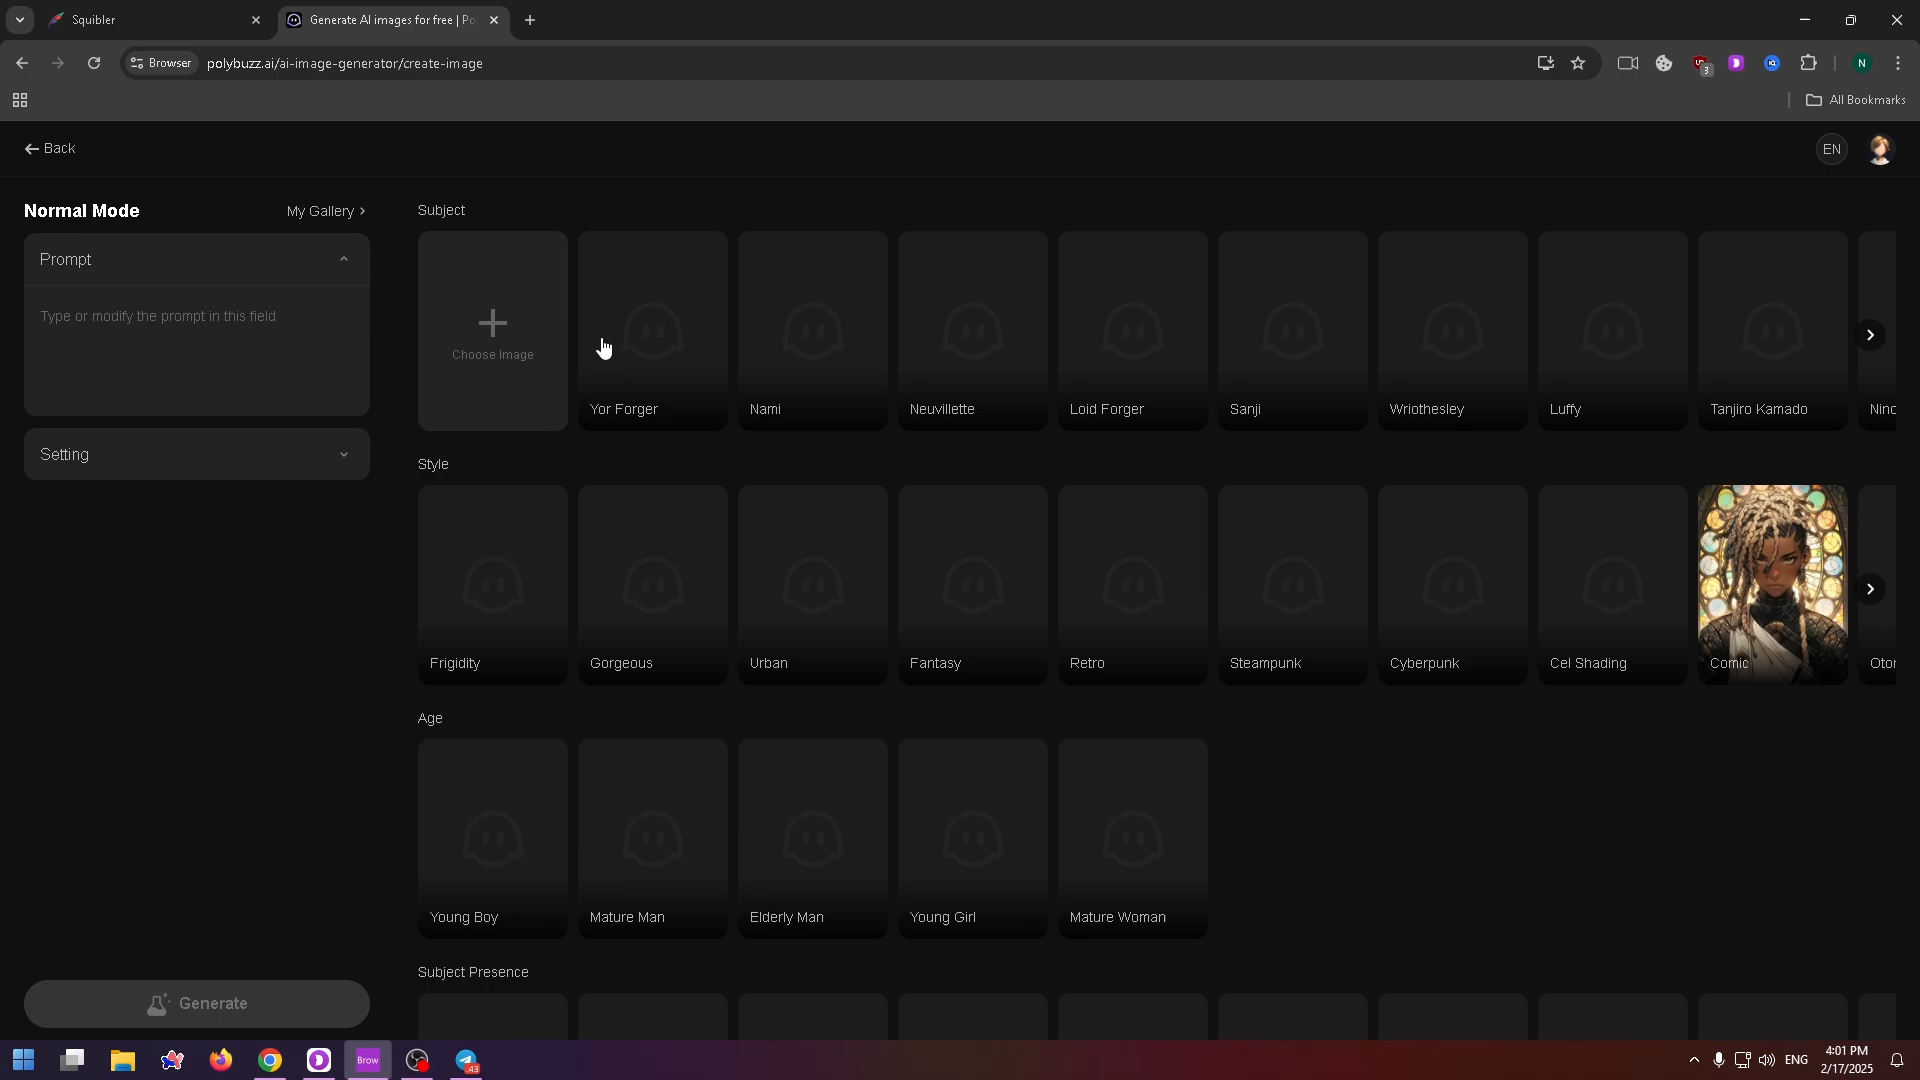 Squibler
Generate AI images for free | Po
Browser
polybuzz.ai/ai-image-generator/create-image
3
N
All Bookmarks
Back
EN
Normal Mode
My Gallery
Subject
Prompt
Type or modify the prompt in this field
Choose Image
Yor Forger
Nami
Neuvillette
Loid Forger
Sanji
Wriothesley
Luffy
Tanjiro Kamado
Setting
Style
Frigidity
Gorgeous
Urban
Fantasy
Retro
Steampunk
Cyberpunk
Cel Shading
Comic
Age
Young Boy
Mature Man
Elderly Man
Young Girl
Mature Woman
Subject Presence
Generate
Brow
43
ENG
4:01 PM
2/17/2025